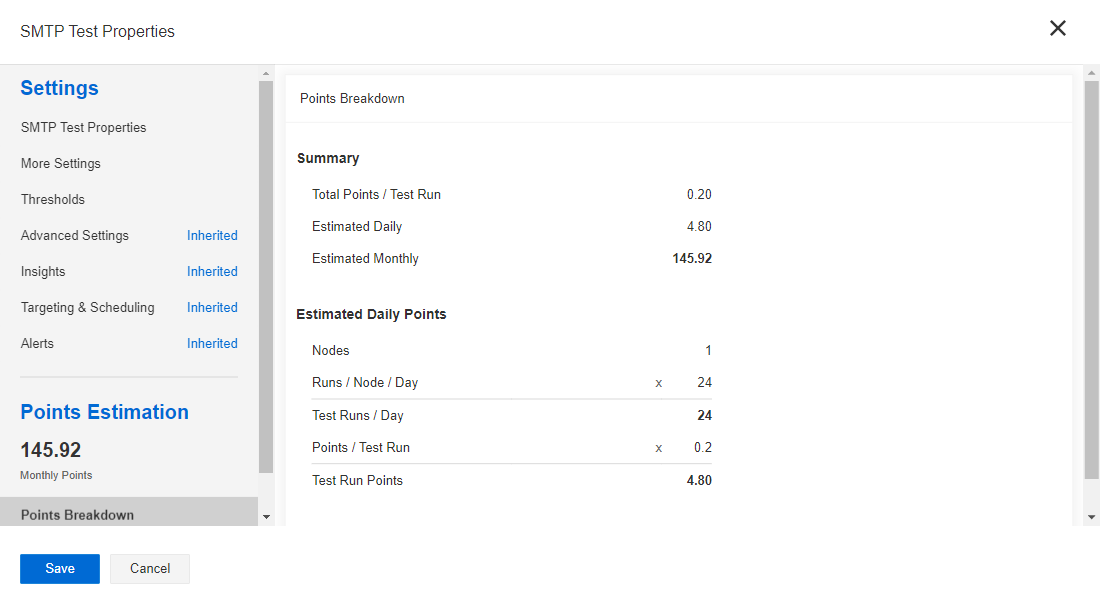 SMTP Test Properties
Settings
SMTP Test Properties
More Settings
Thresholds
Advanced Settings Inherited
Insights Inherited
Targeting & Scheduling Inherited
Alerts Inherited
Points Estimation
145.92
Monthly Points
Points Breakdown
Points Breakdown
Summary
Total Points / Test Run 0.20
Estimated Daily 4.80
Estimated Monthly 145.92
Estimated Daily Points
Nodes 1
Runs / Node / Day x 24
Test Runs / Day 24
Points / Test Run x 0.2
Test Run Points 4.80
Save Cancel